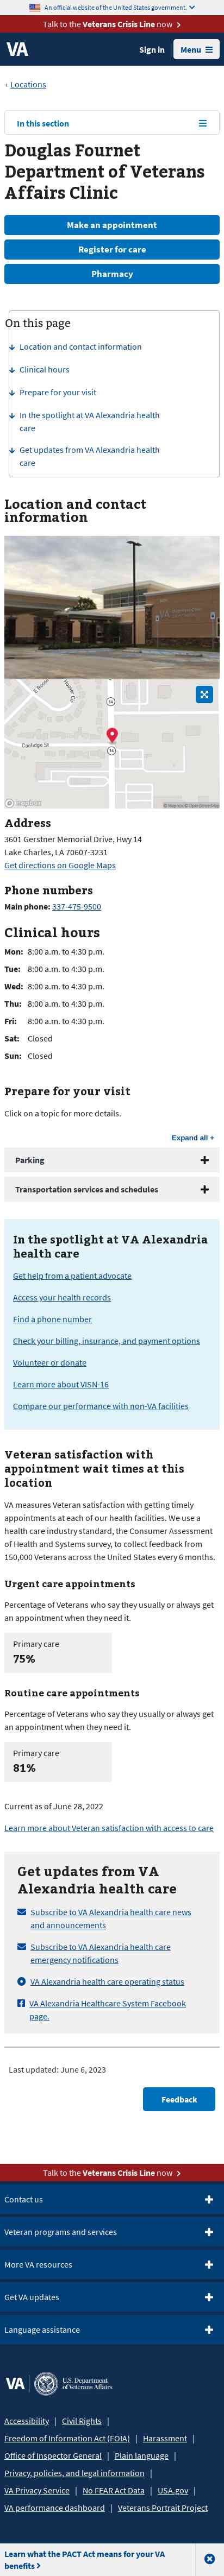 An official website of the United States government.
Talk to the Veterans Crisis Line now
VA
Sign in
Menu
Locations
In this section
Douglas Fournet
Department of Veterans
Affairs Clinic
Make an appointment
Register for care
Pharmacy
On this page
Location and contact information
Clinical hours
Prepare for your visit
In the spotlight at VA Alexandria health
care
Get updates from VA Alexandria health
care
Location and contact
information
Coolidge St
14
14
mapbox
© Mapbox © OpenStreetMap
Address
3601 Gerstner Memorial Drive, Hwy 14
Lake Charles, LA 70607-3231
Get directions on Google Maps
Phone numbers
Main phone: 337-475-9500
Clinical hours
Mon: 8:00 a.m. to 4:30 p.m.
Tue: 8:00 a.m. to 4:30 p.m.
Wed: 8:00 a.m. to 4:30 p.m.
Thu: 8:00 a.m. to 4:30 p.m.
Fri: 8:00 a.m. to 4:30 p.m.
Sat: Closed
Sun: Closed
Prepare for your visit
Click on a topic for more details.
Expand all +
Parking
Transportation services and schedules
In the spotlight at VA Alexandria
health care
Get help from a patient advocate
Access your health records
Find a phone number
Check your billing, insurance, and payment options
Volunteer or donate
Learn more about VISN-16
Compare our performance with non-VA facilities
Veteran satisfaction with
appointment wait times at this
location
VA measures Veteran satisfaction with getting timely
appointments at each of our health facilities. We use a
health care industry standard, the Consumer Assessment
of Health and Systems survey, to collect feedback from
150,000 Veterans across the United States every 6 months.
Urgent care appointments
Percentage of Veterans who say they usually or always get
an appointment when they need it.
Primary care
75%
Routine care appointments
Percentage of Veterans who say they usually or always get
an appointment when they need it.
Primary care
81%
Current as of June 28, 2022
Learn more about Veteran satisfaction with access to care
Get updates from VA
Alexandria health care
Subscribe to VA Alexandria health care news
and announcements
Subscribe to VA Alexandria health care
emergency notifications
VA Alexandria health care operating status
VA Alexandria Healthcare System Facebook
page.
Last updated: June 6, 2023
Feedback
Talk to the Veterans Crisis Line now
Contact us
Veteran programs and services
More VA resources
Get VA updates
Language assistance
VA
U.S. Department
of Veterans Affairs
Accessibility | Civil Rights |
Freedom of Information Act (FOIA) | Harassment |
Office of Inspector General | Plain language |
Privacy, policies, and legal information |
VA Privacy Service | No FEAR Act Data | USA.gov |
VA performance dashboard | Veterans Portrait Project
Learn what the PACT Act means for your VA
benefits